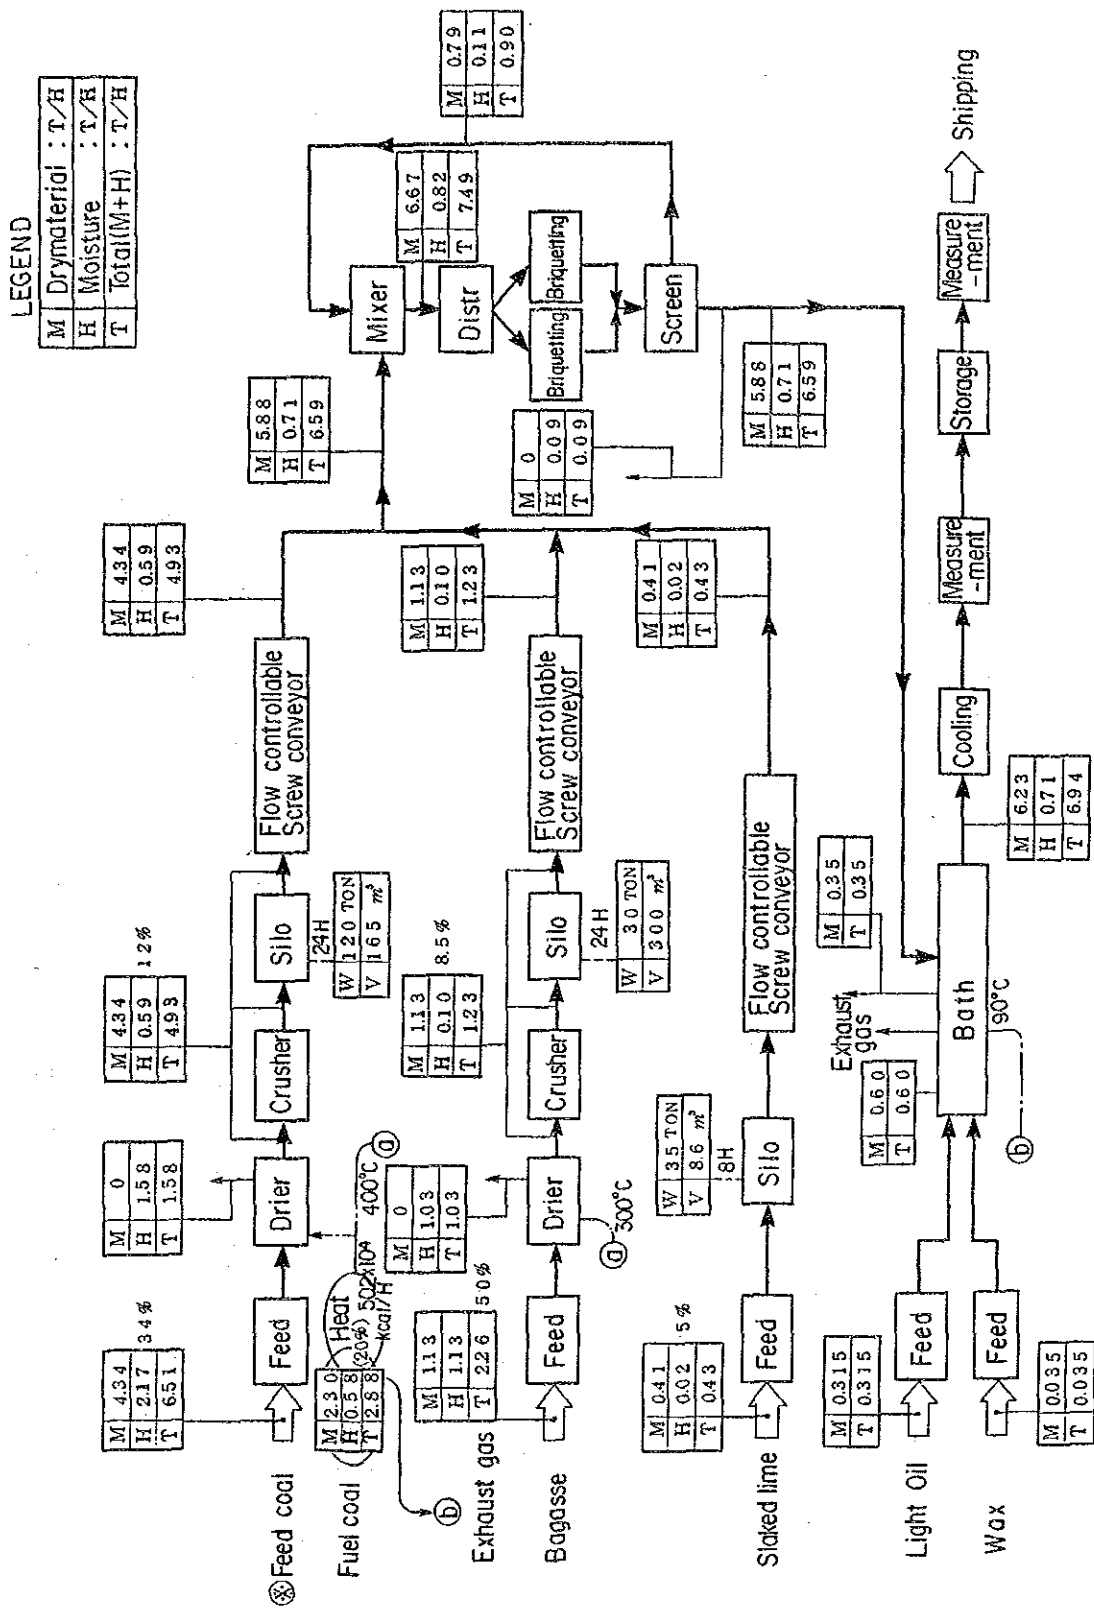 LEGEND
M Drymaterial : T/H
H Moisture : T/H
T Total(M+H) : T/H
※Feed coal
M 4.34
H 2.17
T 6.51
34%
Feed
M 0
H 1.58
T 1.58
Drier
Crusher
M 4.34
H 0.59
T 4.93
12%
Silo
24H
W 120 TON
V 165 m³
Flow controllable
Screw conveyor
M 4.34
H 0.59
T 4.93
Fuel coal
M 2.30
H 0.58
T 2.88
(20%)
Heat
502x10⁴
kcal/H
400°C
a
b
Exhaust gas
Bagasse
M 1.13
H 1.13
T 2.26
50%
Feed
M 0
H 1.03
T 1.03
Drier
a
300°C
Crusher
M 1.13
H 0.10
T 1.23
8.5%
Silo
24H
W 30 TON
V 300 m³
Flow controllable
Screw conveyor
M 1.13
H 0.10
T 1.23
Slaked lime
M 0.41
H 0.02
T 0.43
5%
Feed
W 35 TON
V 8.6 m³
8H
Silo
Flow controllable
Screw conveyor
M 0.41
H 0.02
T 0.43
M 5.88
H 0.71
T 6.59
Mixer
M 6.67
H 0.82
T 7.49
M 0.79
H 0.11
T 0.90
Distr
Briquetting
Briquetting
Screen
M 0
H 0.09
T 0.09
M 5.88
H 0.71
T 6.59
Light Oil
M 0.315
T 0.315
Feed
Wax
M 0.035
T 0.035
Feed
M 0.60
T 0.60
Exhaust
gas
M 0.35
T 0.35
Bath
90°C
b
M 6.23
H 0.71
T 6.94
Cooling
Measure
-ment
Storage
Measure
-ment
Shipping